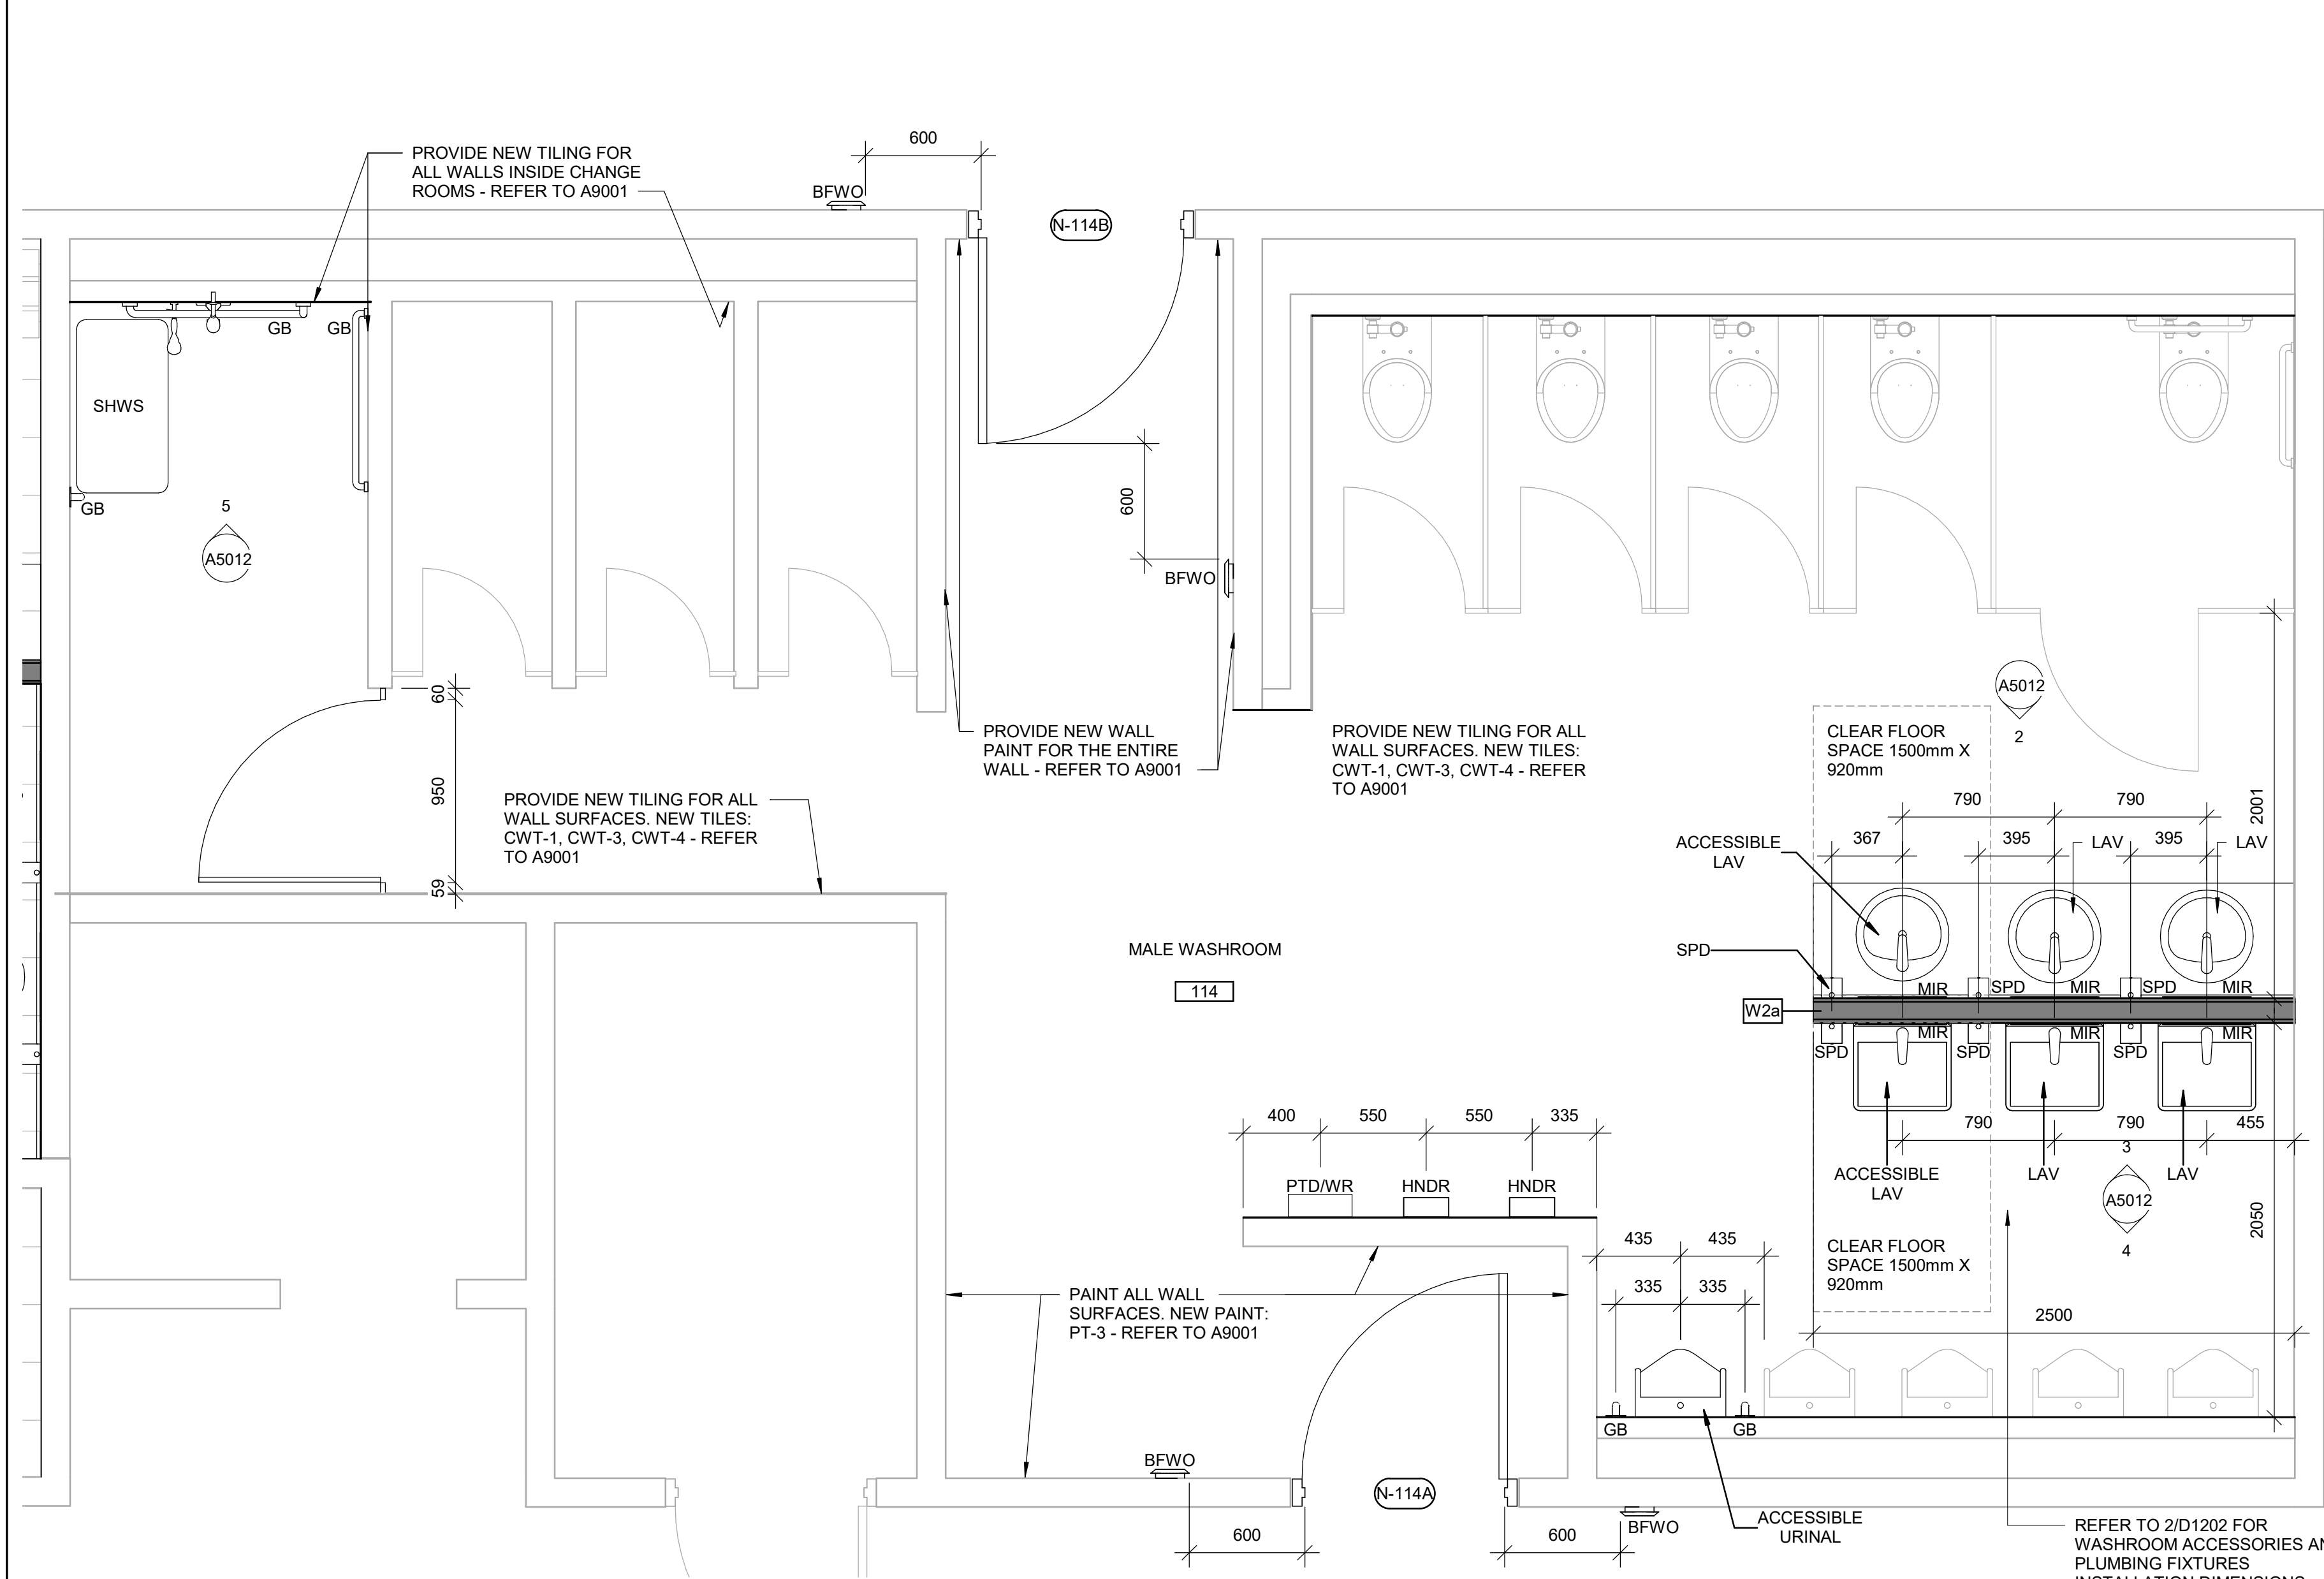 600
PROVIDE NEW TILING FOR
ALL WALLS INSIDE CHANGE
ROOMS - REFER TO A9001
BFWO
N-114B
GB
GB
SHWS
GB
5
A5012
600
BFWO
60
950
59
PROVIDE NEW WALL
PAINT FOR THE ENTIRE
WALL - REFER TO A9001
PROVIDE NEW TILING FOR ALL
WALL SURFACES. NEW TILES:
CWT-1, CWT-3, CWT-4 - REFER
TO A9001
A5012
2
CLEAR FLOOR
SPACE 1500mm X
920mm
PROVIDE NEW TILING FOR ALL
WALL SURFACES. NEW TILES:
CWT-1, CWT-3, CWT-4 - REFER
TO A9001
790
790
2001
367
395
395
ACCESSIBLE
LAV
LAV
LAV
MALE WASHROOM
114
SPD
MIR
SPD
MIR
SPD
MIR
W2a
MIR
MIR
MIR
SPD
SPD
SPD
790
790
455
ACCESSIBLE
LAV
LAV
LAV
3
A5012
4
400
550
550
335
PTD/WR
HNDR
HNDR
2050
435
435
335
335
CLEAR FLOOR
SPACE 1500mm X
920mm
2500
PAINT ALL WALL
SURFACES. NEW PAINT:
PT-3 - REFER TO A9001
GB
GB
BFWO
N-114A
600
600
BFWO
ACCESSIBLE
URINAL
REFER TO 2/D1202 FOR
WASHROOM ACCESSORIES AN
PLUMBING FIXTURES
INSTALLATION DIMENSIONS